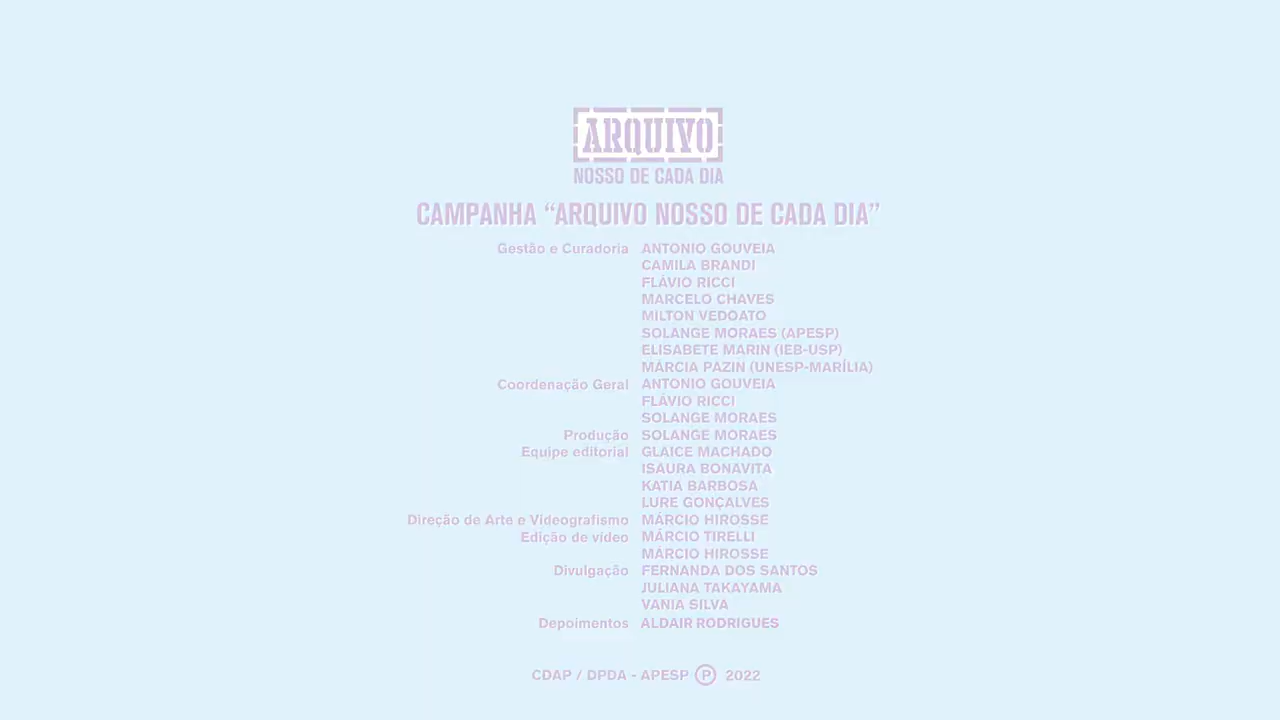 ARQUIVO
NOSSO DE CADA DIA
CAMPANHA “ARQUIVO NOSSO DE CADA DIA”
Gestão e Curadoria ANTONIO GOUVEIA
CAMILA BRANDI
FLÁVIO RICCI
MARCELO CHAVES
MILTON VEDOATO
SOLANGE MORAES (APESP)
ELISABETE MARIN (IEB-USP)
MÁRCIA PAZIN (UNESP-MARÍLIA)
Coordenação Geral ANTONIO GOUVEIA
FLÁVIO RICCI
SOLANGE MORAES
Produção SOLANGE MORAES
Equipe editorial GLAICE MACHADO
ISAURA BONAVITA
KATIA BARBOSA
LURE GONÇALVES
Direção de Arte e Videografismo MÁRCIO HIROSSE
Edição de vídeo MÁRCIO TIRELLI
MÁRCIO HIROSSE
Divulgação FERNANDA DOS SANTOS
JULIANA TAKAYAMA
VANIA SILVA
Depoimentos ALDAIR RODRIGUES
CDAP / DPDA - APESP Ⓟ 2022